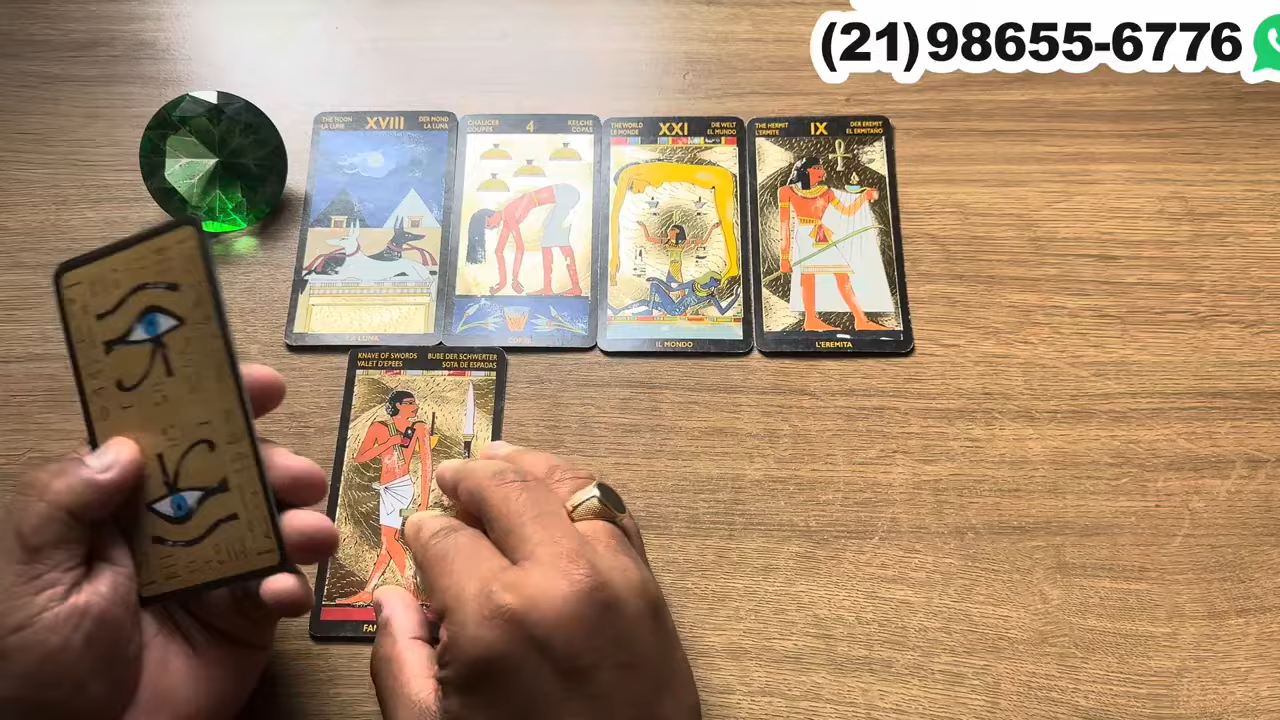 (21)98655-6776
THE MOON
LA LUNE
XVIII
DER MOND
LA LUNA
LA LUNA
CHALICES
COUPES
4
KELCHE
COPAS
THE WORLD
LE MONDE
XXI
DIE WELT
EL MUNDO
IL MONDO
THE HERMIT
L'ERMITE
IX
DER EREMIT
EL ERMITAÑO
L'EREMITA
KNAVE OF SWORDS
VALET D'EPEES
BUBE DER SCHWERTER
SOTA DE ESPADAS